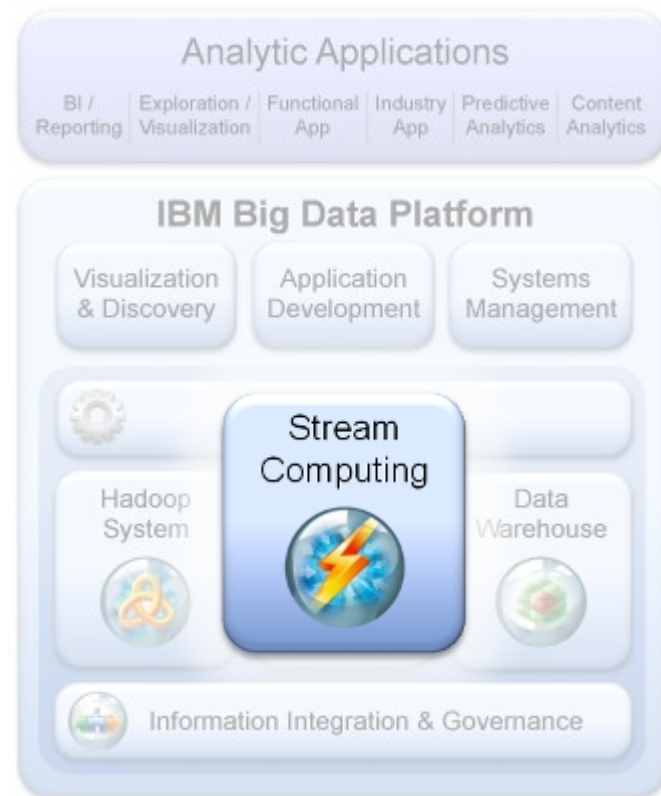 Analytic Applications
BI / Exploration / Functional Industry Predictive Content
Reporting Visualization App App Analytics Analytics
IBM Big Data Platform
Visualization Application Systems
& Discovery Development Management
Stream
Computing
Hadoop Data
System Warehouse
Information Integration & Governance